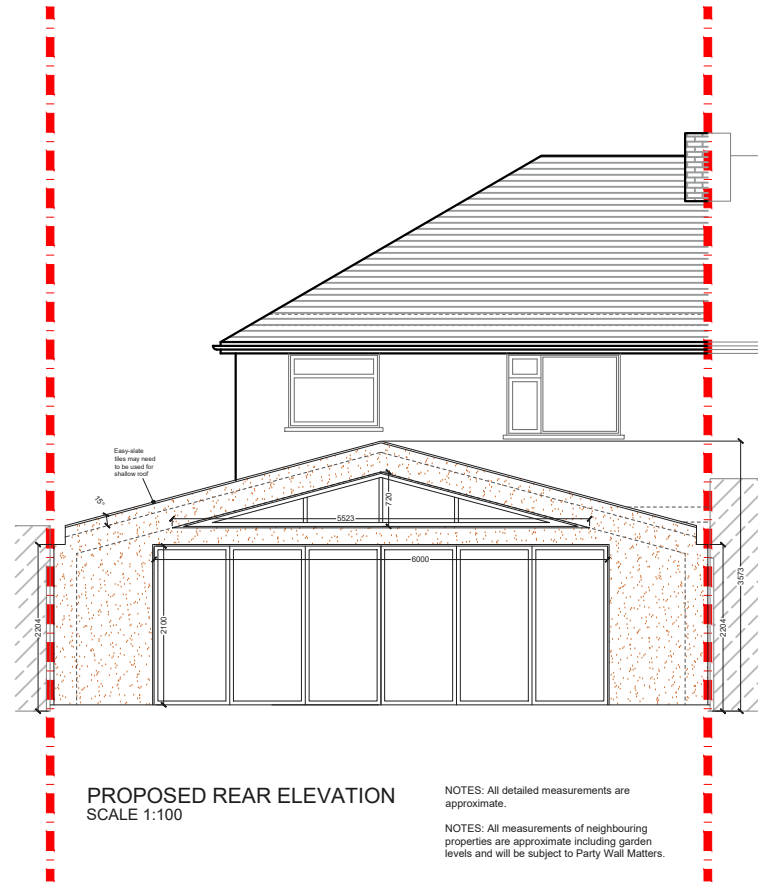 Easy-slate
tiles may need
to be used for
shallow roof
15°
720
5523
6000
2100
2204
2204
3573
PROPOSED REAR ELEVATION
SCALE 1:100
NOTES: All detailed measurements are
approximate.
NOTES: All measurements of neighbouring
properties are approximate including garden
levels and will be subject to Party Wall Matters.